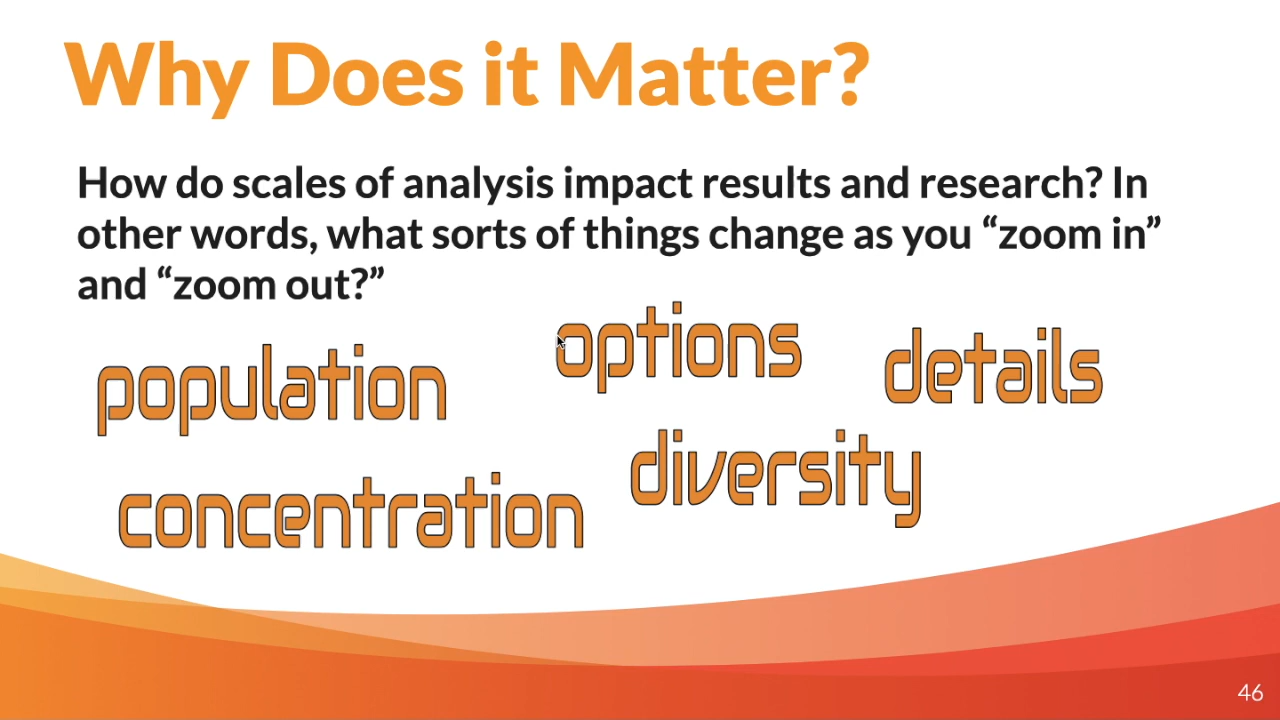 Why Does it Matter?
How do scales of analysis impact results and research? In
other words, what sorts of things change as you “zoom in”
and “zoom out?”
options
details
population
diversity
concentration
46